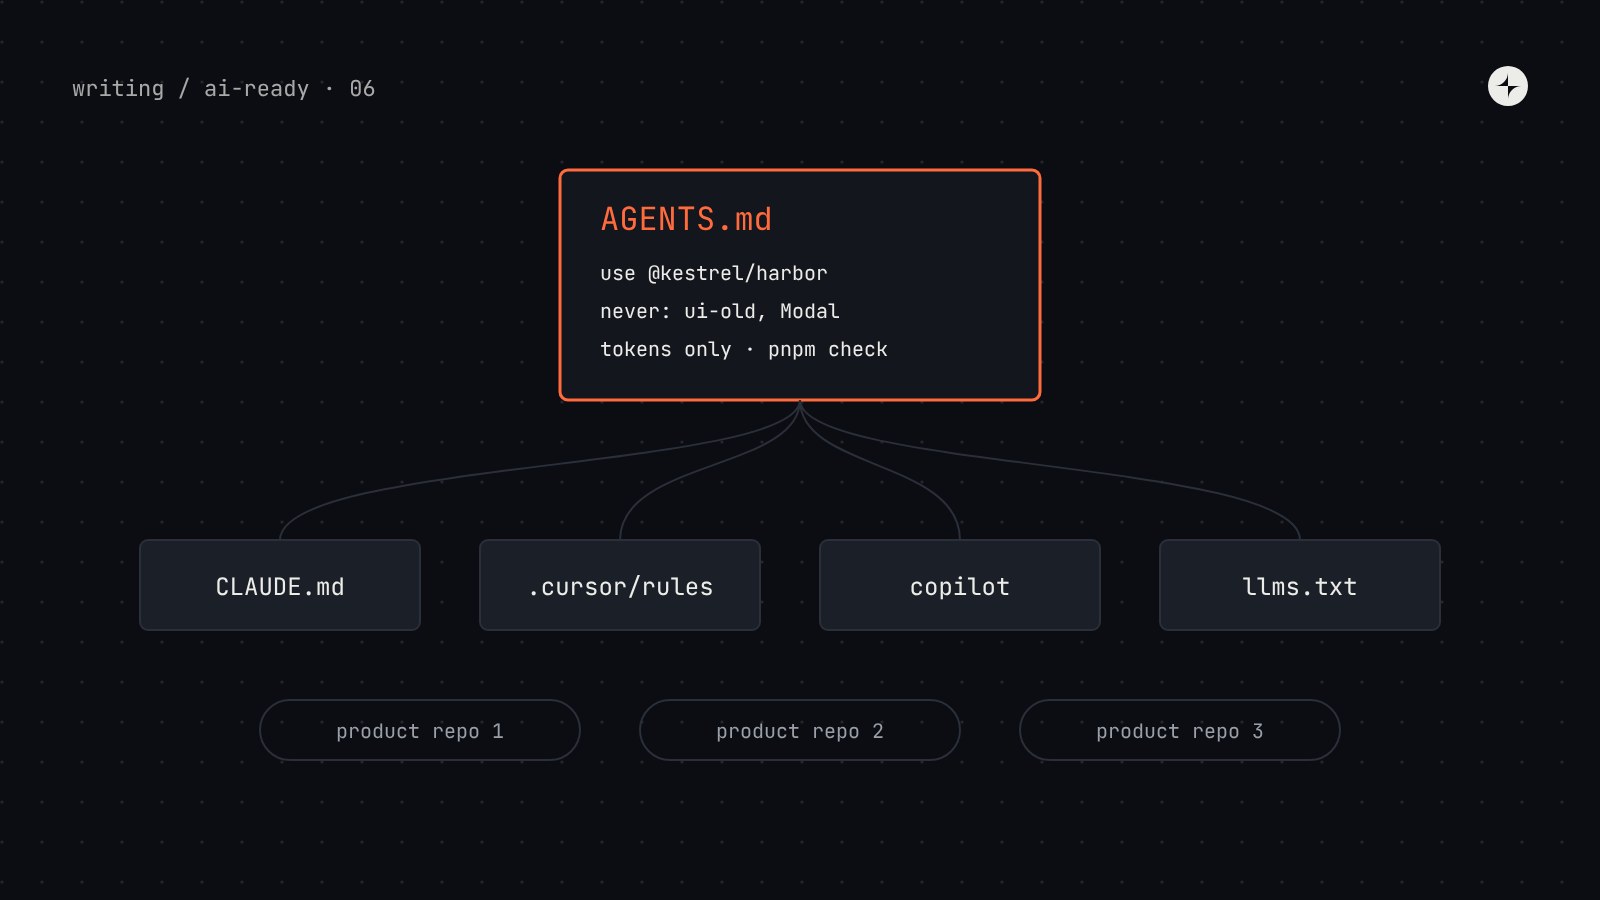 writing / ai-ready · 06
AGENTS.md
use @kestrel/harbor
never: ui-old, Modal
tokens only · pnpm check
CLAUDE.md
.cursor/rules
copilot
llms.txt
product repo 1
product repo 2
product repo 3